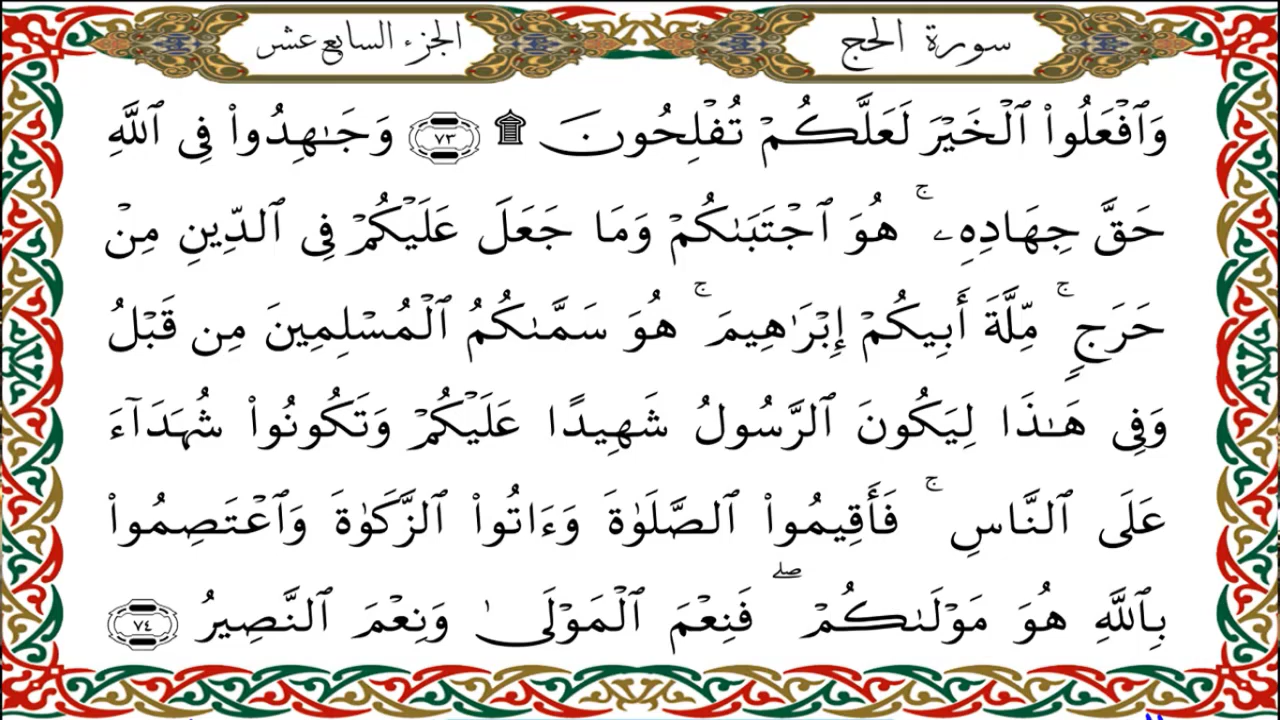 سورة الحج
الجزء السابع عشر
وَٱفْعَلُوا۟ ٱلْخَيْرَ لَعَلَّكُمْ تُفْلِحُونَ ۩ ٧٣ وَجَـٰهِدُوا۟ فِى ٱللَّهِ
حَقَّ جِهَادِهِۦ ۚ هُوَ ٱجْتَبَىٰكُمْ وَمَا جَعَلَ عَلَيْكُمْ فِى ٱلدِّينِ مِنْ
حَرَجٍ ۚ مِّلَّةَ أَبِيكُمْ إِبْرَٰهِيمَ ۚ هُوَ سَمَّىٰكُمُ ٱلْمُسْلِمِينَ مِن قَبْلُ
وَفِى هَـٰذَا لِيَكُونَ ٱلرَّسُولُ شَهِيدًا عَلَيْكُمْ وَتَكُونُوا۟ شُهَدَآءَ
عَلَى ٱلنَّاسِ ۚ فَأَقِيمُوا۟ ٱلصَّلَوٰةَ وَءَاتُوا۟ ٱلزَّكَوٰةَ وَٱعْتَصِمُوا۟
بِٱللَّهِ هُوَ مَوْلَىٰكُمْ ۖ فَنِعْمَ ٱلْمَوْلَىٰ وَنِعْمَ ٱلنَّصِيرُ ٧٤